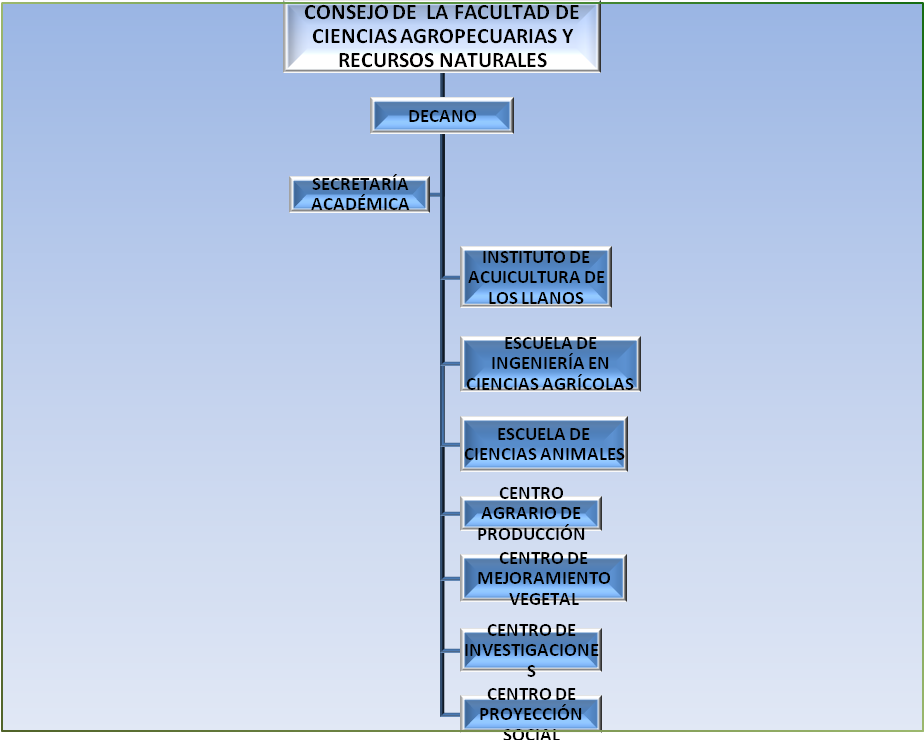 CONSEJO DE LA FACULTAD DE
CIENCIAS AGROPECUARIAS Y
RECURSOS NATURALES
DECANO
SECRETARÍA
ACADÉMICA
INSTITUTO DE
ACUICULTURA DE
LOS LLANOS
ESCUELA DE
INGENIERÍA EN
CIENCIAS AGRÍCOLAS
ESCUELA DE
CIENCIAS ANIMALES
CENTRO
AGRARIO DE
PRODUCCIÓN
CENTRO DE
MEJORAMIENTO
VEGETAL
CENTRO DE
INVESTIGACIONE
S
CENTRO DE
PROYECCIÓN
SOCIAL